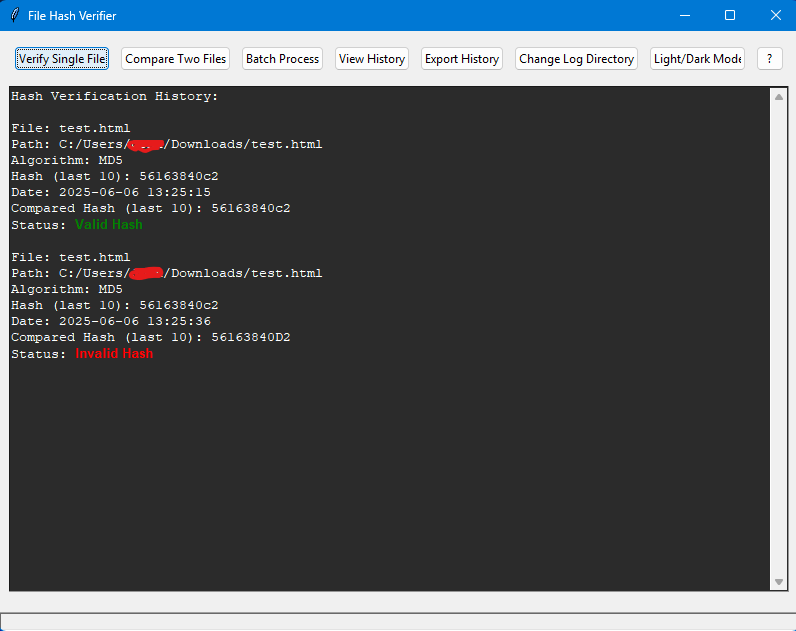 File Hash Verifier
Verify Single File Compare Two Files Batch Process View History Export History Change Log Directory Light/Dark Mode ?
Hash Verification History:
File: test.html
Path: C:/Users/ /Downloads/test.html
Algorithm: MD5
Hash (last 10): 56163840c2
Date: 2025-06-06 13:25:15
Compared Hash (last 10): 56163840c2
Status: Valid Hash
File: test.html
Path: C:/Users/ /Downloads/test.html
Algorithm: MD5
Hash (last 10): 56163840c2
Date: 2025-06-06 13:25:36
Compared Hash (last 10): 56163840D2
Status: Invalid Hash